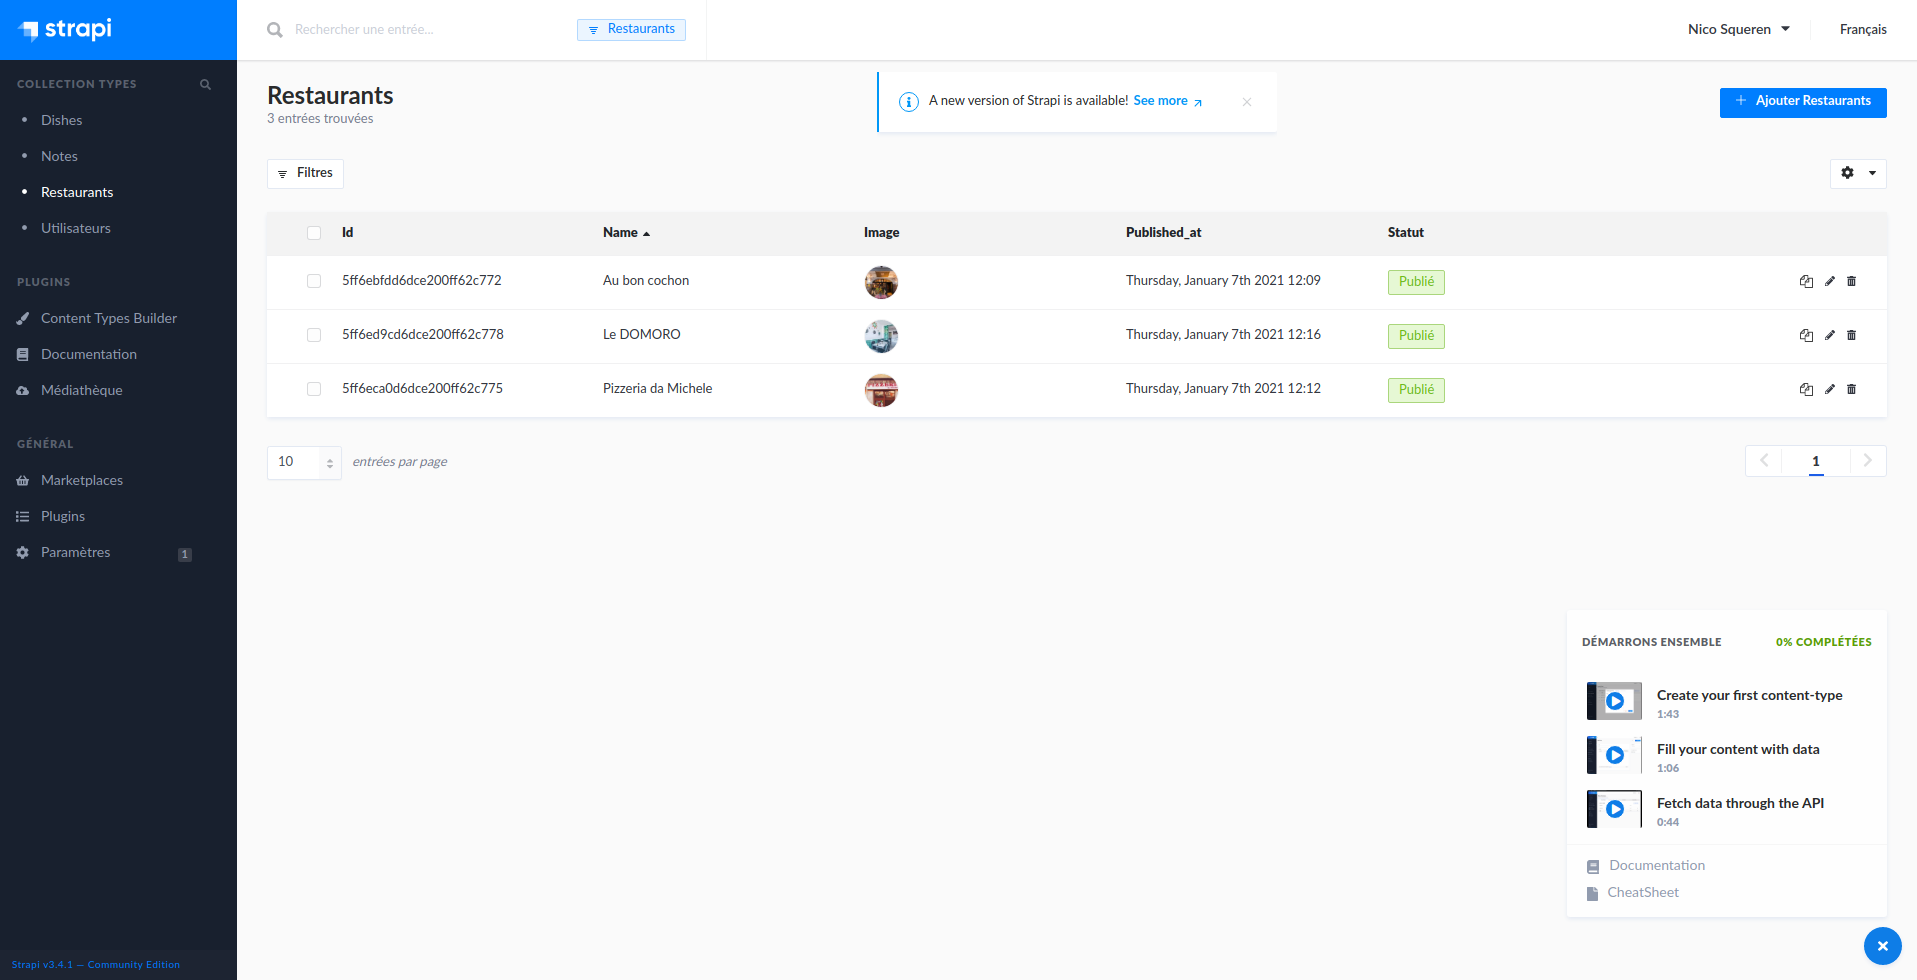 strapi
Rechercher une entrée...
Restaurants
Nico Squeren
Français
COLLECTION TYPES
Dishes
Notes
Restaurants
Utilisateurs
PLUGINS
Content Types Builder
Documentation
Médiathèque
GÉNÉRAL
Marketplaces
Plugins
Paramètres 1
Strapi v3.4.1 — Community Edition
Restaurants
3 entrées trouvées
A new version of Strapi is available! See more
Ajouter Restaurants
Filtres
Id Name Image Published_at Statut
5ff6ebfdd6dce200ff62c772 Au bon cochon Thursday, January 7th 2021 12:09 Publié
5ff6ed9cd6dce200ff62c778 Le DOMORO Thursday, January 7th 2021 12:16 Publié
5ff6eca0d6dce200ff62c775 Pizzeria da Michele Thursday, January 7th 2021 12:12 Publié
10 entrées par page
1
DÉMARRONS ENSEMBLE 0% COMPLÉTÉES
Create your first content-type
1:43
Fill your content with data
1:06
Fetch data through the API
0:44
Documentation
CheatSheet